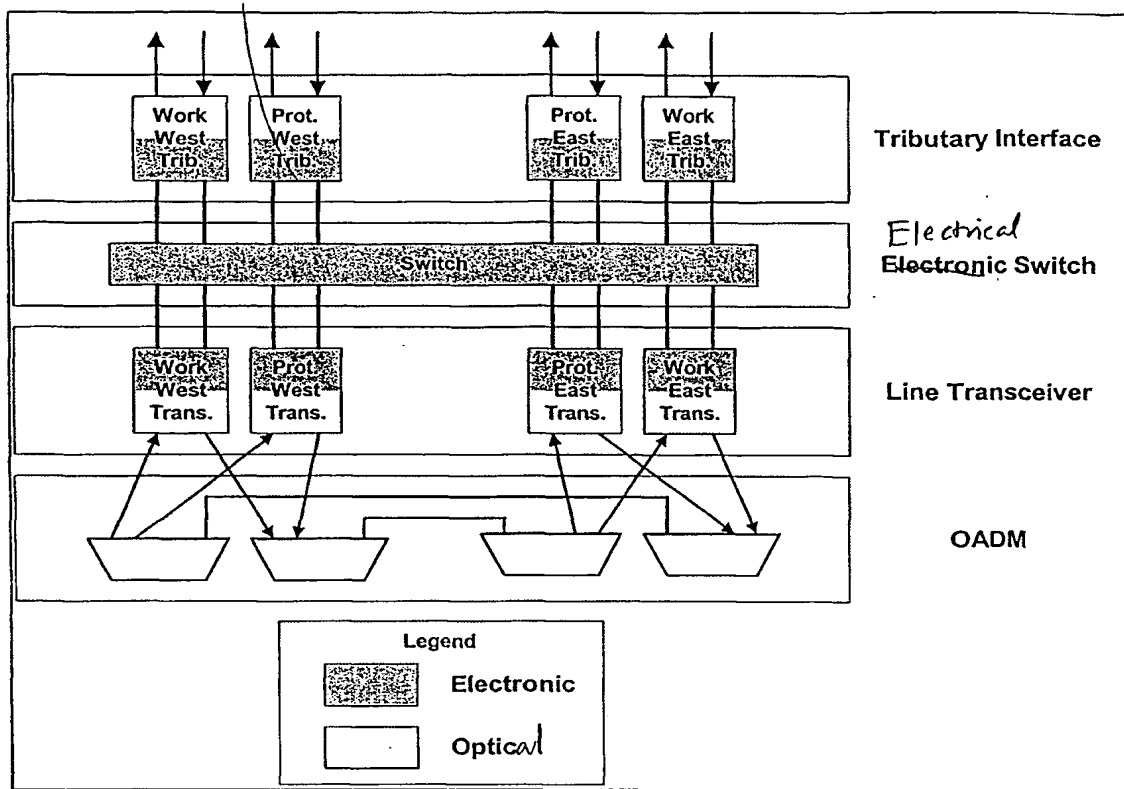 Work
West
Trib.
Prot.
West
Trib.
Prot.
East
Trib.
Work
East
Trib.
Tributary Interface
Switch
Electrical
Electronic Switch
Work
West
Trans.
Prot.
West
Trans.
Prot.
East
Trans.
Work
East
Trans.
Line Transceiver
OADM
Legend
Electronic
Optical